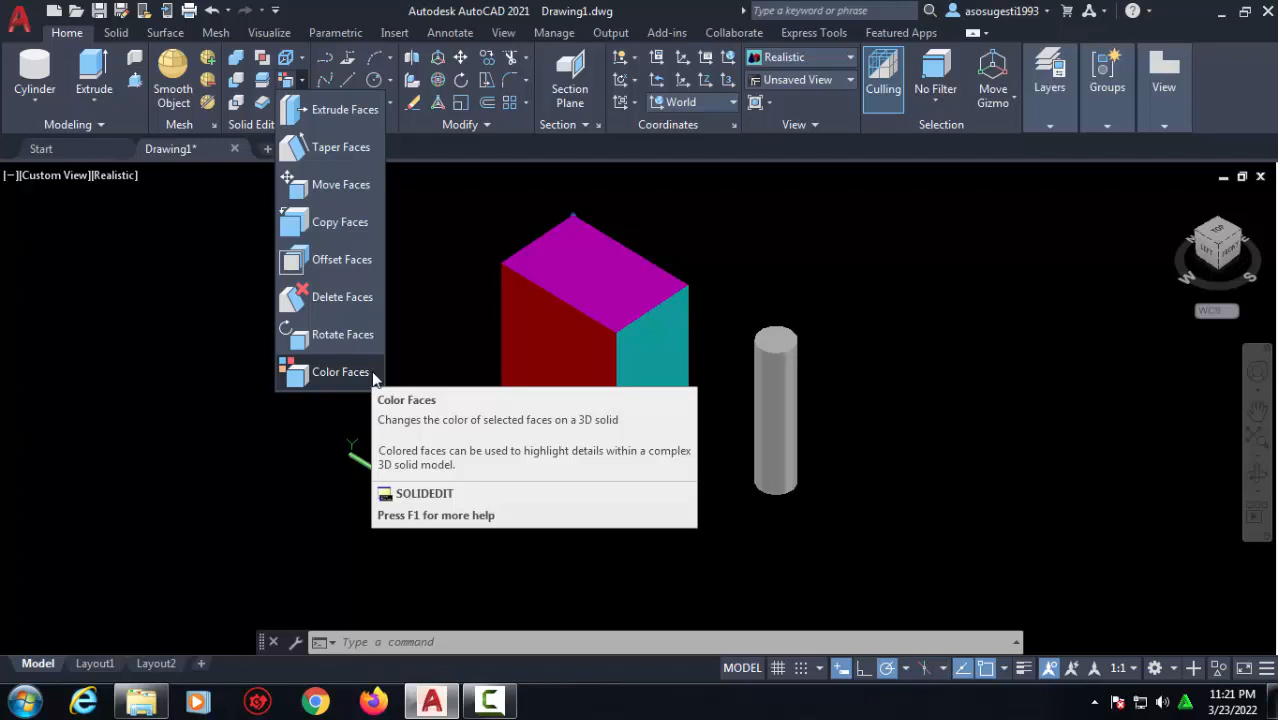 Autodesk AutoCAD 2021 Drawing1.dwg
Type a keyword or phrase
asosugesti1993
Home Solid Surface Mesh Visualize Parametric Insert Annotate View Manage Output Add-ins Collaborate Express Tools Featured Apps
Cylinder
Extrude
Smooth
Object
Section
Plane
Realistic
Unsaved View
World
Culling
No Filter
Move
Gizmo
Layers
Groups
View
Modeling
Mesh
Solid Edit
Modify
Section
Coordinates
View
Selection
Start
Drawing1*
[−][Custom View][Realistic]
Extrude Faces
Taper Faces
Move Faces
Copy Faces
Offset Faces
Delete Faces
Rotate Faces
Color Faces
Color Faces
Changes the color of selected faces on a 3D solid
Colored faces can be used to highlight details within a complex
3D solid model.
SOLIDEDIT
Press F1 for more help
TOP
LEFT
FRONT
W
S
WCS
Y
Type a command
Model Layout1 Layout2
MODEL
1:1
11:21 PM
3/23/2022